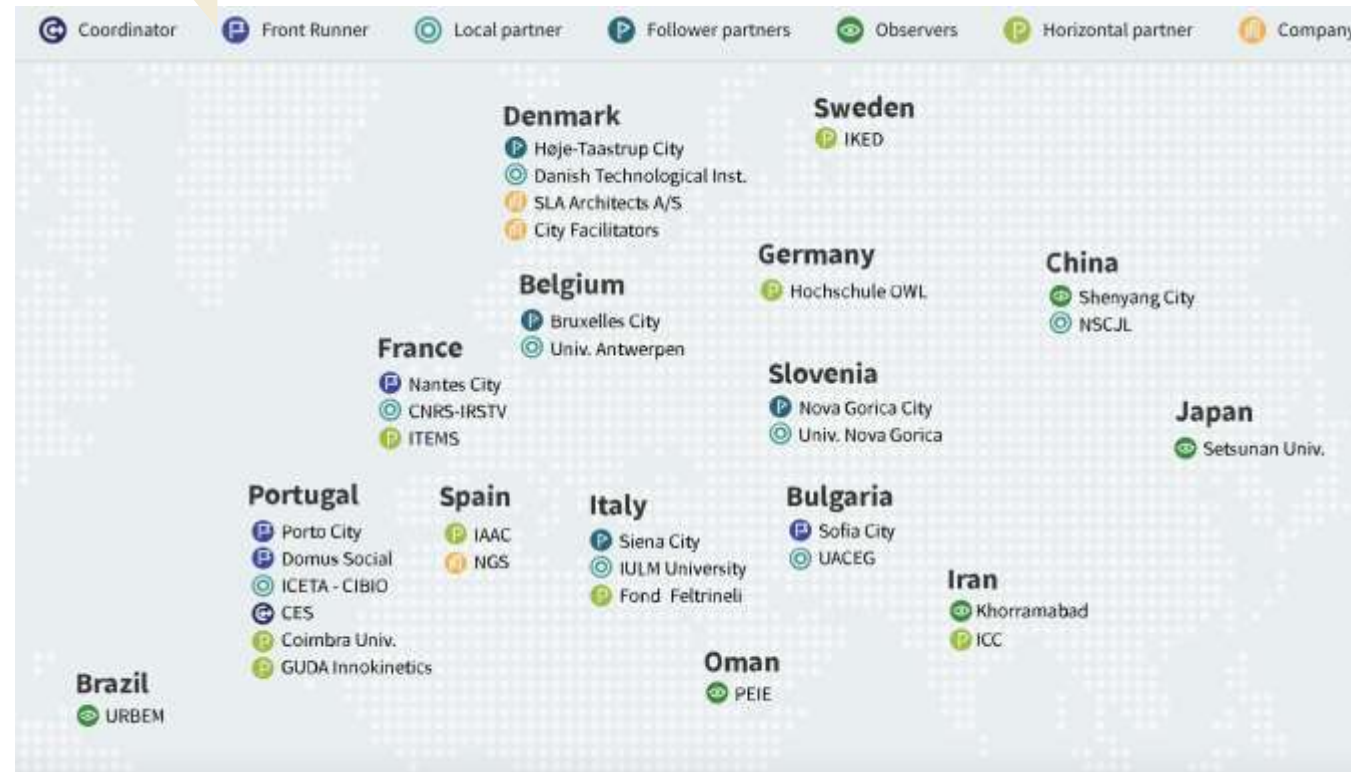 Coordinator Front Runner Local partner Follower partners Observers Horizontal partner Company
Denmark
Høje-Taastrup City
Danish Technological Inst.
SLA Architects A/S
City Facilitators
Sweden
IKED
Germany
Hochschule OWL
China
Shenyang City
NSCJL
Belgium
Bruxelles City
Univ. Antwerpen
France
Nantes City
CNRS-IRSTV
ITEMS
Slovenia
Nova Gorica City
Univ. Nova Gorica
Japan
Setsunan Univ.
Portugal
Porto City
Domus Social
ICETA - CIBIO
CES
Coimbra Univ.
GUDA Innokinetics
Spain
IAAC
NGS
Italy
Siena City
IULM University
Fond Feltrineli
Bulgaria
Sofia City
UACEG
Iran
Khorramabad
ICC
Oman
PEIE
Brazil
URBEM